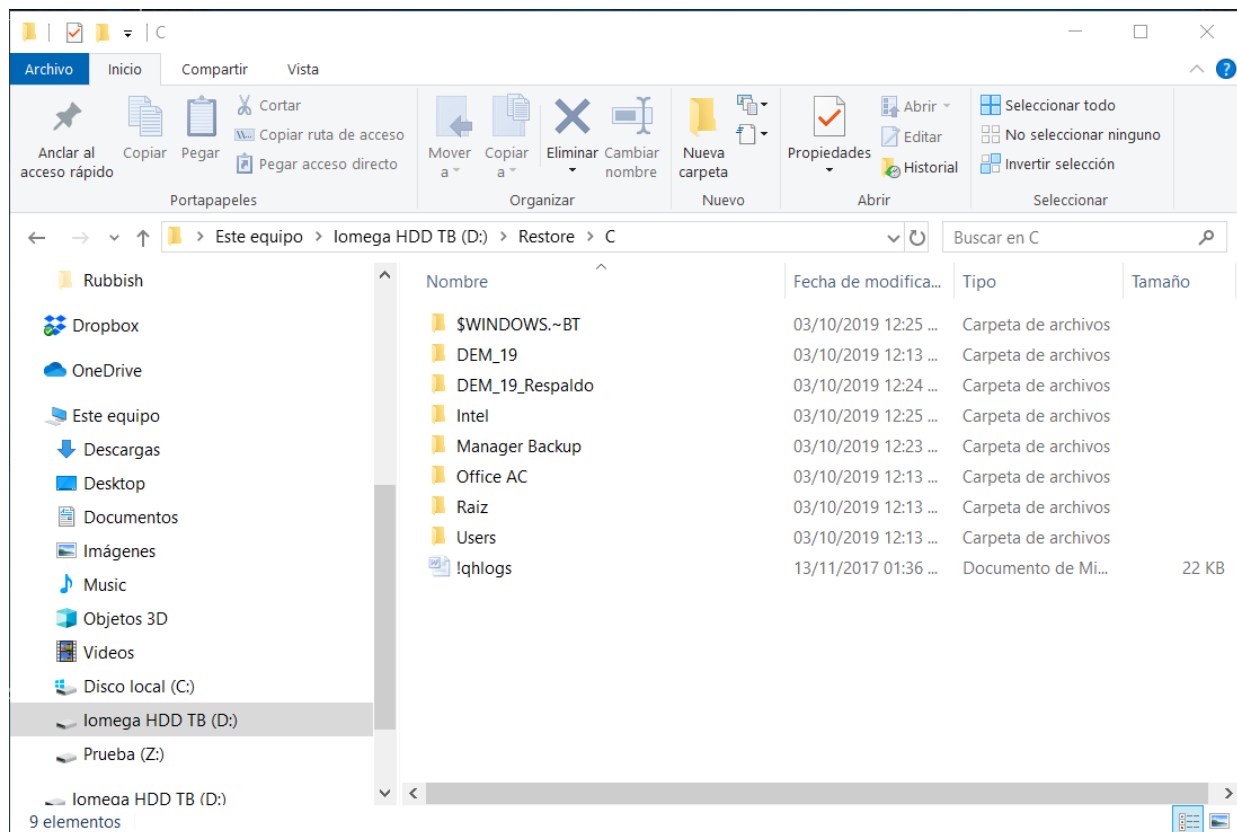 C
Archivo Inicio Compartir Vista
Anclar al acceso rápido
Copiar
Pegar
Cortar
Copiar ruta de acceso
Pegar acceso directo
Portapapeles
Mover a
Copiar a
Eliminar
Cambiar nombre
Organizar
Nueva carpeta
Nuevo
Propiedades
Abrir
Editar
Historial
Abrir
Seleccionar todo
No seleccionar ninguno
Invertir selección
Seleccionar
Este equipo > Iomega HDD TB (D:) > Restore > C
Buscar en C
Rubbish
Dropbox
OneDrive
Este equipo
Descargas
Desktop
Documentos
Imágenes
Music
Objetos 3D
Videos
Disco local (C:)
Iomega HDD TB (D:)
Prueba (Z:)
Iomega HDD TB (D:)
Nombre Fecha de modifica... Tipo Tamaño
$WINDOWS.~BT 03/10/2019 12:25 ... Carpeta de archivos
DEM_19 03/10/2019 12:13 ... Carpeta de archivos
DEM_19_Respaldo 03/10/2019 12:24 ... Carpeta de archivos
Intel 03/10/2019 12:25 ... Carpeta de archivos
Manager Backup 03/10/2019 12:23 ... Carpeta de archivos
Office AC 03/10/2019 12:13 ... Carpeta de archivos
Raiz 03/10/2019 12:13 ... Carpeta de archivos
Users 03/10/2019 12:13 ... Carpeta de archivos
!qhlogs 13/11/2017 01:36 ... Documento de Mi... 22 KB
9 elementos